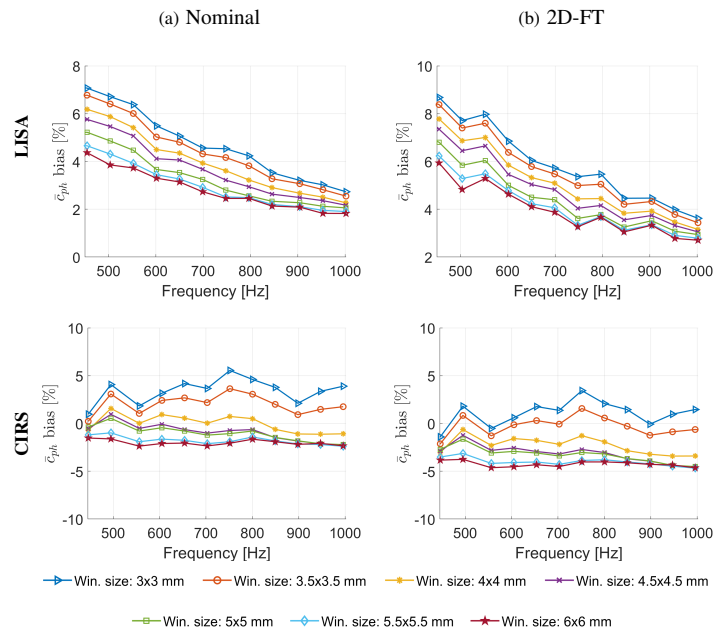 (a) Nominal
(b) 2D-FT
LISA
c̄ph bias [%]
8
6
4
2
0
500 600 700 800 900 1000
Frequency [Hz]
c̄ph bias [%]
10
8
6
4
2
500 600 700 800 900 1000
Frequency [Hz]
CIRS
c̄ph bias [%]
10
5
0
-5
-10
500 600 700 800 900 1000
Frequency [Hz]
c̄ph bias [%]
10
5
0
-5
-10
500 600 700 800 900 1000
Frequency [Hz]
Win. size: 3x3 mm Win. size: 3.5x3.5 mm Win. size: 4x4 mm Win. size: 4.5x4.5 mm
Win. size: 5x5 mm Win. size: 5.5x5.5 mm Win. size: 6x6 mm